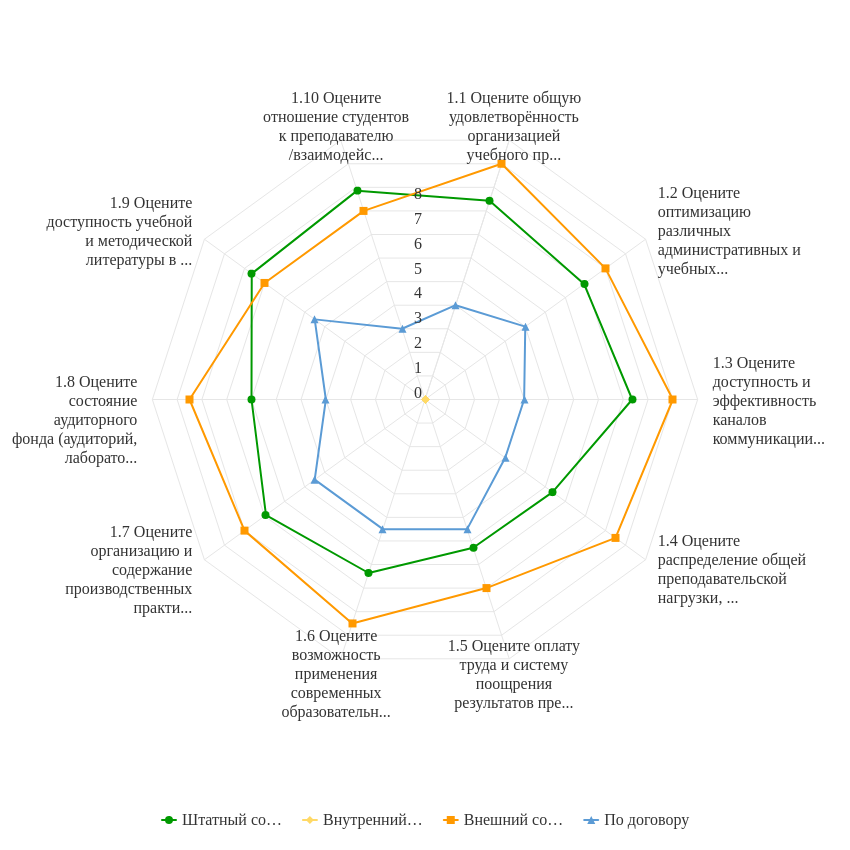 1.10 Оцените
отношение студентов
к преподавателю
/взаимодейс...
1.1 Оцените общую
удовлетворённость
организацией
учебного пр...
1.9 Оцените
доступность учебной
и методической
литературы в ...
1.2 Оцените
оптимизацию
различных
административных и
учебных...
8
7
6
5
4
3
2
1
0
1.8 Оцените
состояние
аудиторного
фонда (аудиторий,
лаборато...
1.3 Оцените
доступность и
эффективность
каналов
коммуникации...
1.7 Оцените
организацию и
содержание
производственных
практи...
1.4 Оцените
распределение общей
преподавательской
нагрузки, ...
1.6 Оцените
возможность
применения
современных
образовательн...
1.5 Оцените оплату
труда и систему
поощрения
результатов пре...
Штатный со… Внутренний… Внешний со… По договору